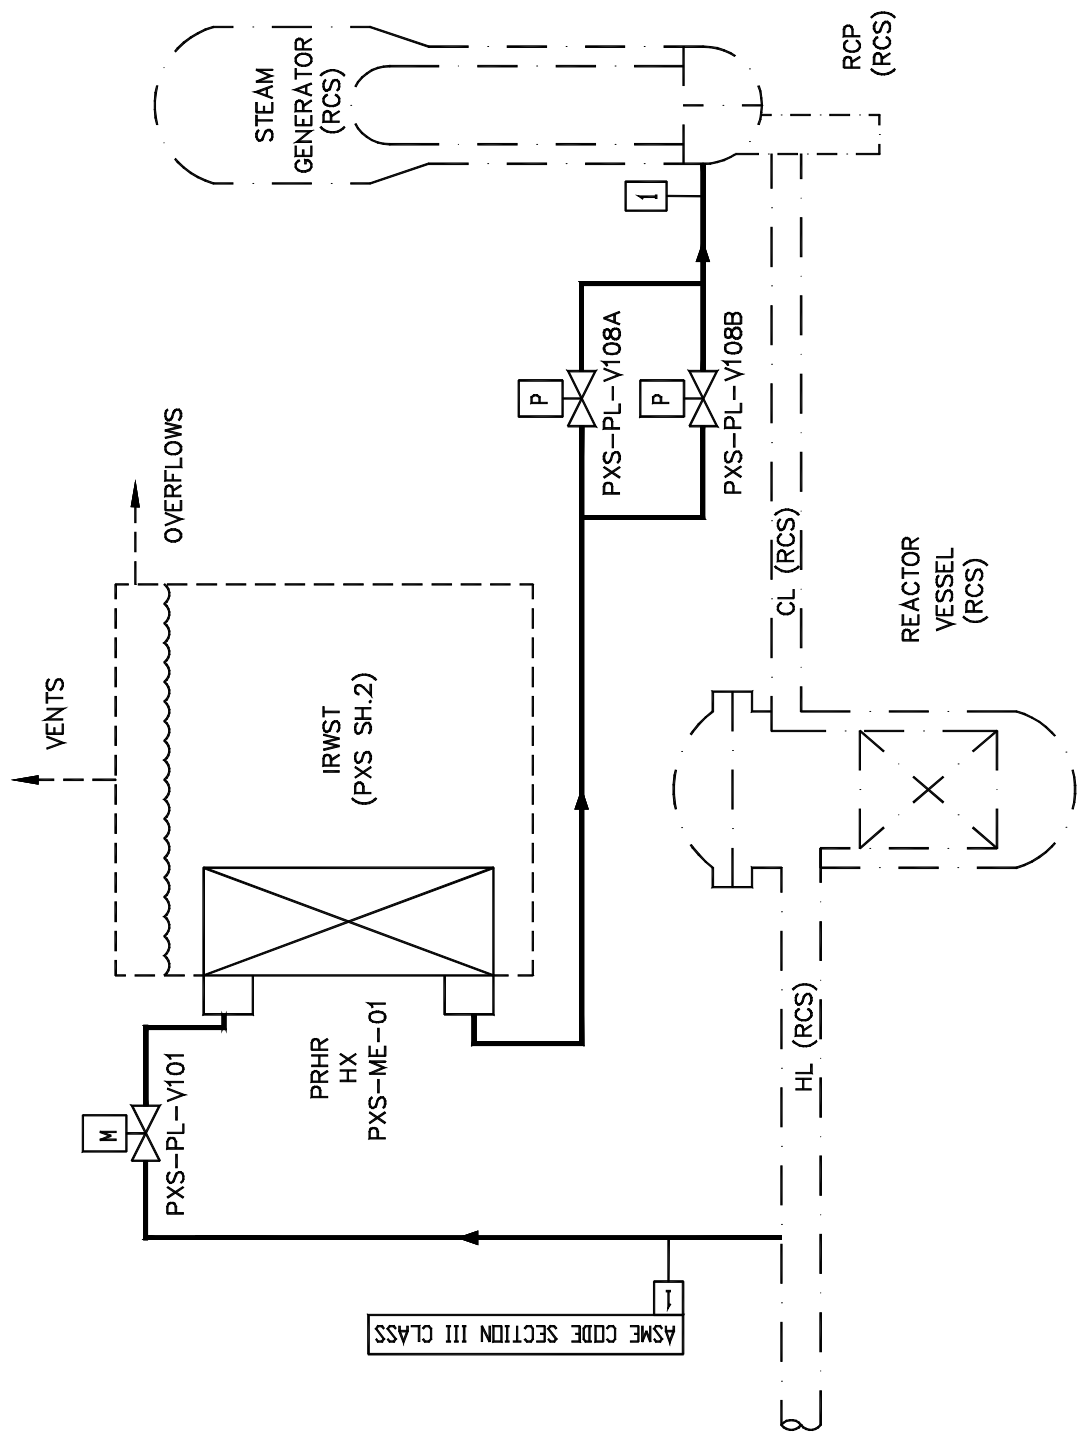 STEAM
GENERATOR
(RCS)
RCP
(RCS)
1
P
PXS-PL-V108A
P
PXS-PL-V108B
OVERFLOWS
VENTS
IRWST
(PXS SH.2)
CL (RCS)
REACTOR
VESSEL
(RCS)
PRHR
HX
PXS-ME-01
M
PXS-PL-V101
HL (RCS)
1
ASME CODE SECTION III CLASS